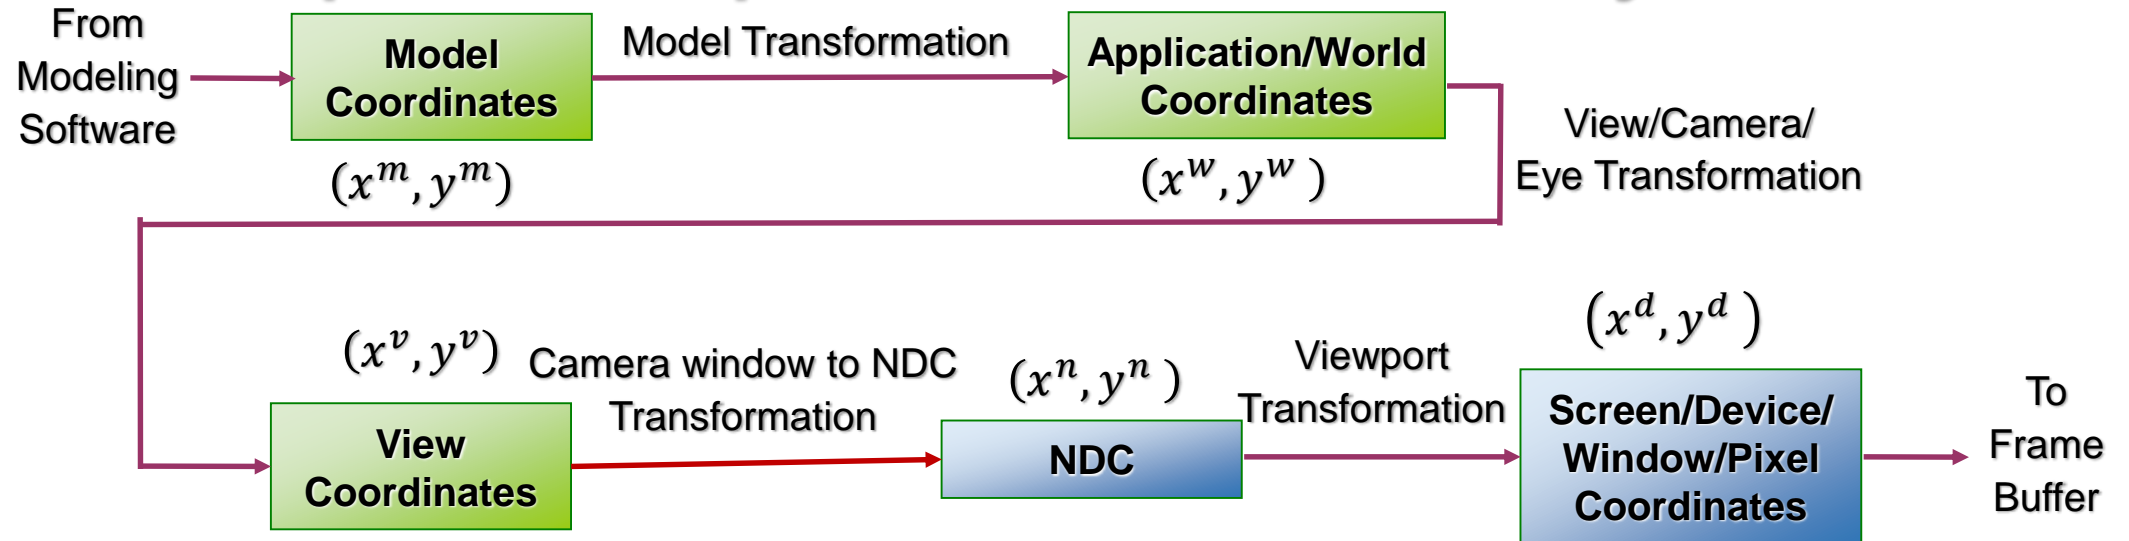 From
Modeling
Software
Model
Coordinates
(x^m, y^m)
Model Transformation
Application/World
Coordinates
(x^w, y^w )
View/Camera/
Eye Transformation
(x^v, y^v)
View
Coordinates
Camera window to NDC
Transformation
(x^n, y^n )
NDC
Viewport
Transformation
(x^d, y^d )
Screen/Device/
Window/Pixel
Coordinates
To
Frame
Buffer